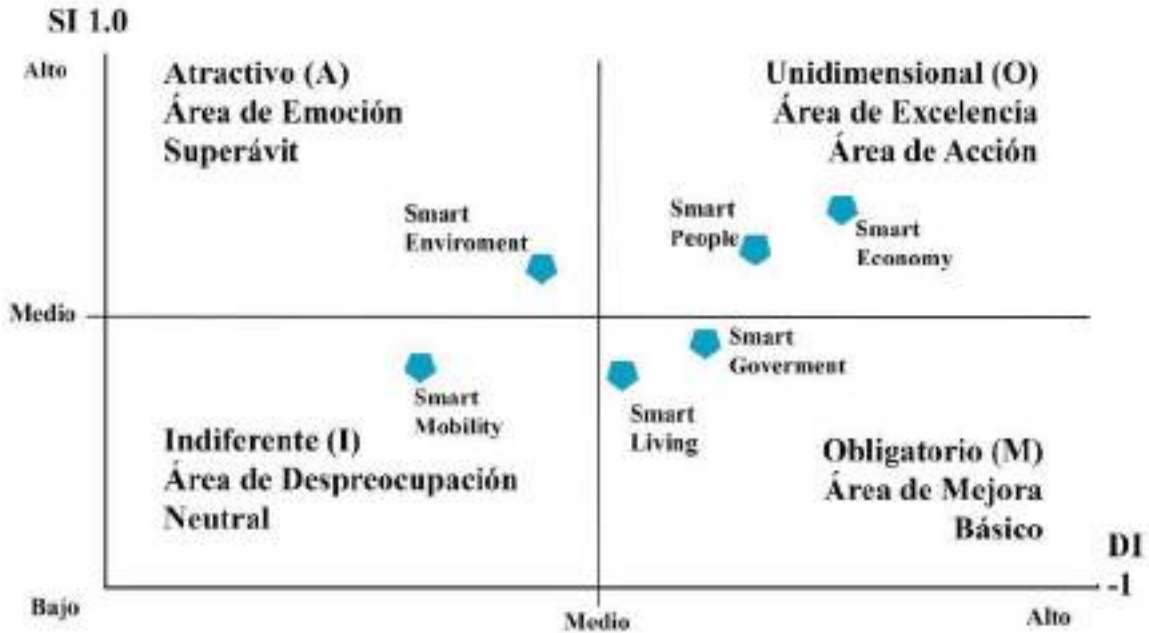 SI 1.0
Alto
Atractivo (A)
Área de Emoción
Superávit
Unidimensional (O)
Área de Excelencia
Área de Acción
Smart
Enviroment
Smart
People
Smart
Economy
Medio
Smart
Mobility
Smart
Goverment
Smart
Living
Indiferente (I)
Área de Despreocupación
Neutral
Obligatorio (M)
Área de Mejora
Básico
DI
-1
Bajo
Medio
Alto